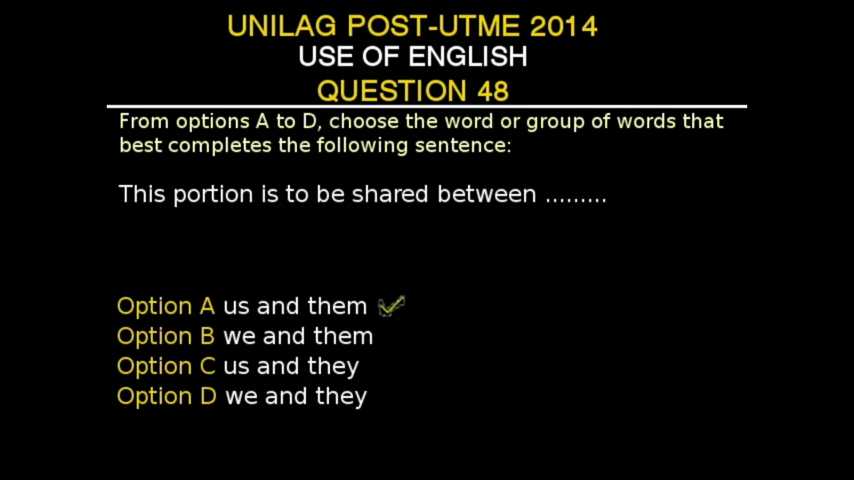 UNILAG POST-UTME 2014
USE OF ENGLISH
QUESTION 48
From options A to D, choose the word or group of words that
best completes the following sentence:
This portion is to be shared between .........
Option A us and them
Option B we and them
Option C us and they
Option D we and they